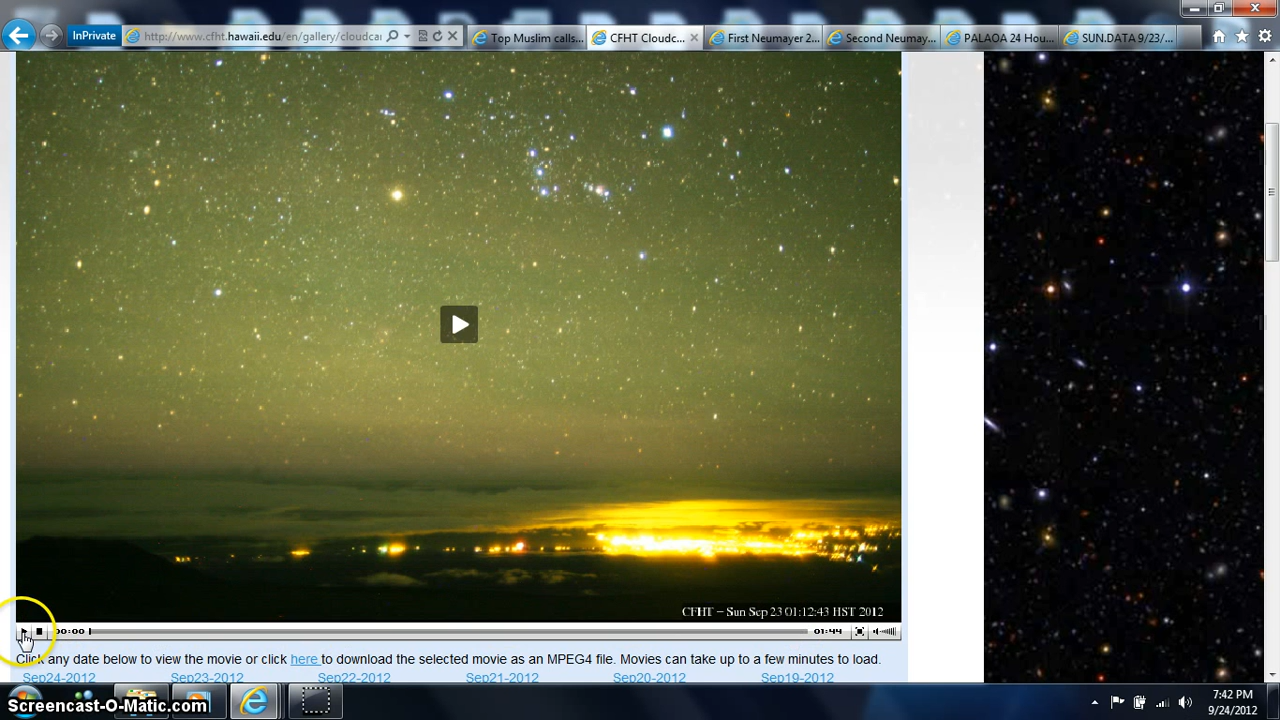 InPrivate
http://www.cfht.hawaii.edu/en/gallery/cloudcar
Top Muslim calls...
CFHT Cloudc...
First Neumayer 2...
Second Neumay...
PALAOA 24 Hou...
SUN.DATA 9/23/...
CFHT – Sun Sep 23 01:12:43 HST 2012
00:00
01:44
Click any date below to view the movie or click here to download the selected movie as an MPEG4 file. Movies can take up to a few minutes to load.
Sep24-2012 Sep23-2012 Sep22-2012 Sep21-2012 Sep20-2012 Sep19-2012
Screencast-O-Matic.com
7:42 PM
9/24/2012